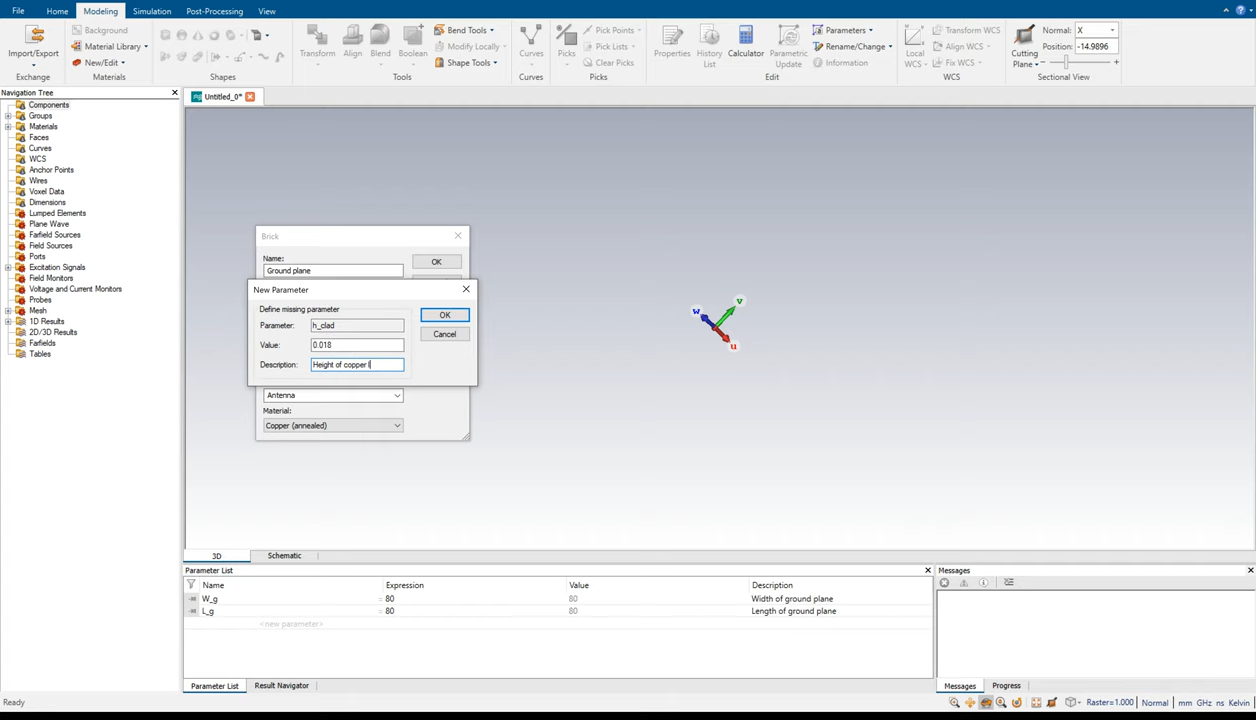 File Home Modeling Simulation Post-Processing View
Import/Export
Exchange
Background
Material Library
New/Edit
Materials
Shapes
Transform Align Blend Boolean
Bend Tools
Modify Locally
Shape Tools
Tools
Curves
Curves
Picks
Pick Points
Pick Lists
Clear Picks
Picks
Properties History List Calculator Parametric Update
Parameters
Rename/Change
Information
Edit
Local WCS
Transform WCS
Align WCS
Fix WCS
WCS
Cutting Plane
Normal: X
Position: -14.9896
Sectional View
Navigation Tree
Components
Groups
Materials
Faces
Curves
WCS
Anchor Points
Wires
Voxel Data
Dimensions
Lumped Elements
Plane Wave
Farfield Sources
Field Sources
Ports
Excitation Signals
Field Monitors
Voltage and Current Monitors
Probes
Mesh
1D Results
2D/3D Results
Farfields
Tables
Untitled_0*
Brick
Name:
Ground plane
OK
New Parameter
Define missing parameter
Parameter: h_clad
Value: 0.018
Description: Height of copper l
OK
Cancel
Antenna
Material:
Copper (annealed)
w v u
3D Schematic
Parameter List
Name Expression Value Description
W_g = 80 80 Width of ground plane
L_g = 80 80 Length of ground plane
<new parameter>
Parameter List Result Navigator
Messages
Messages Progress
Ready
Raster=1.000 Normal mm GHz ns Kelvin